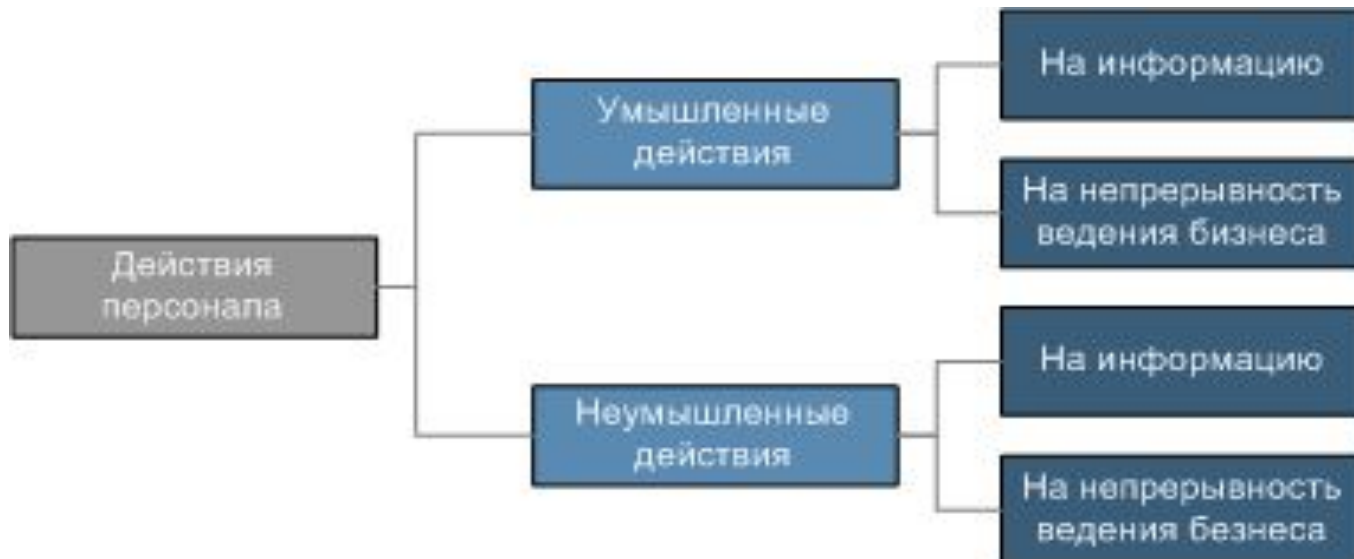 Действия
персонала
Умышленные
действия
На информацию
На непрерывность
ведения бизнеса
Неумышленные
действия
На информацию
На непрерывность
ведения безнеса